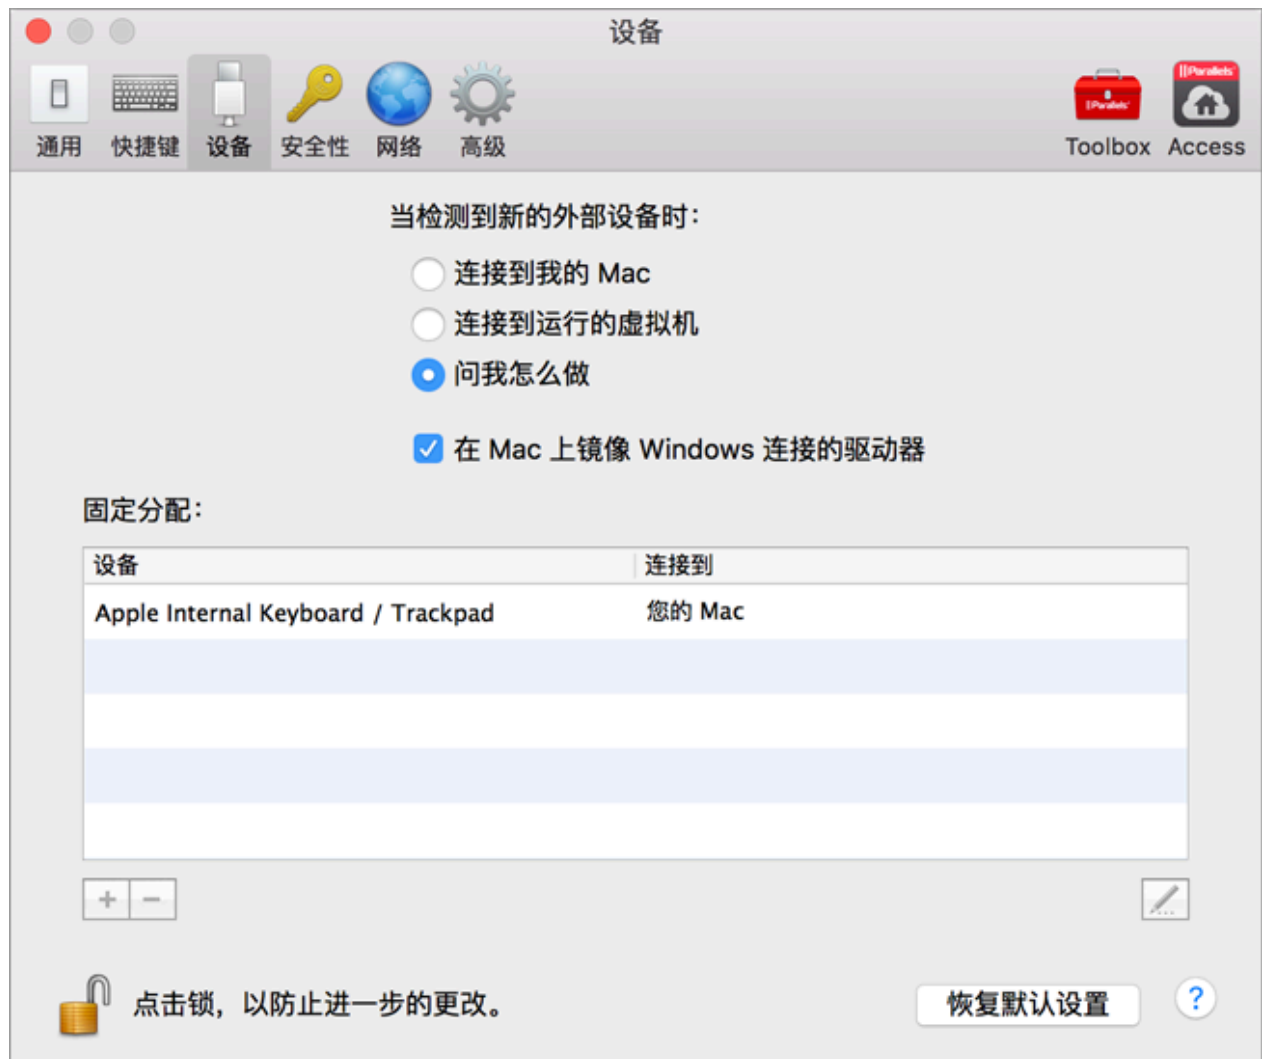 设备
通用 快捷键 设备 安全性 网络 高级 Toolbox Access
||Parallels®
||Parallels®
当检测到新的外部设备时：
连接到我的 Mac
连接到运行的虚拟机
问我怎么做
在 Mac 上镜像 Windows 连接的驱动器
固定分配：
设备 连接到
Apple Internal Keyboard / Trackpad 您的 Mac
点击锁，以防止进一步的更改。
恢复默认设置 ?